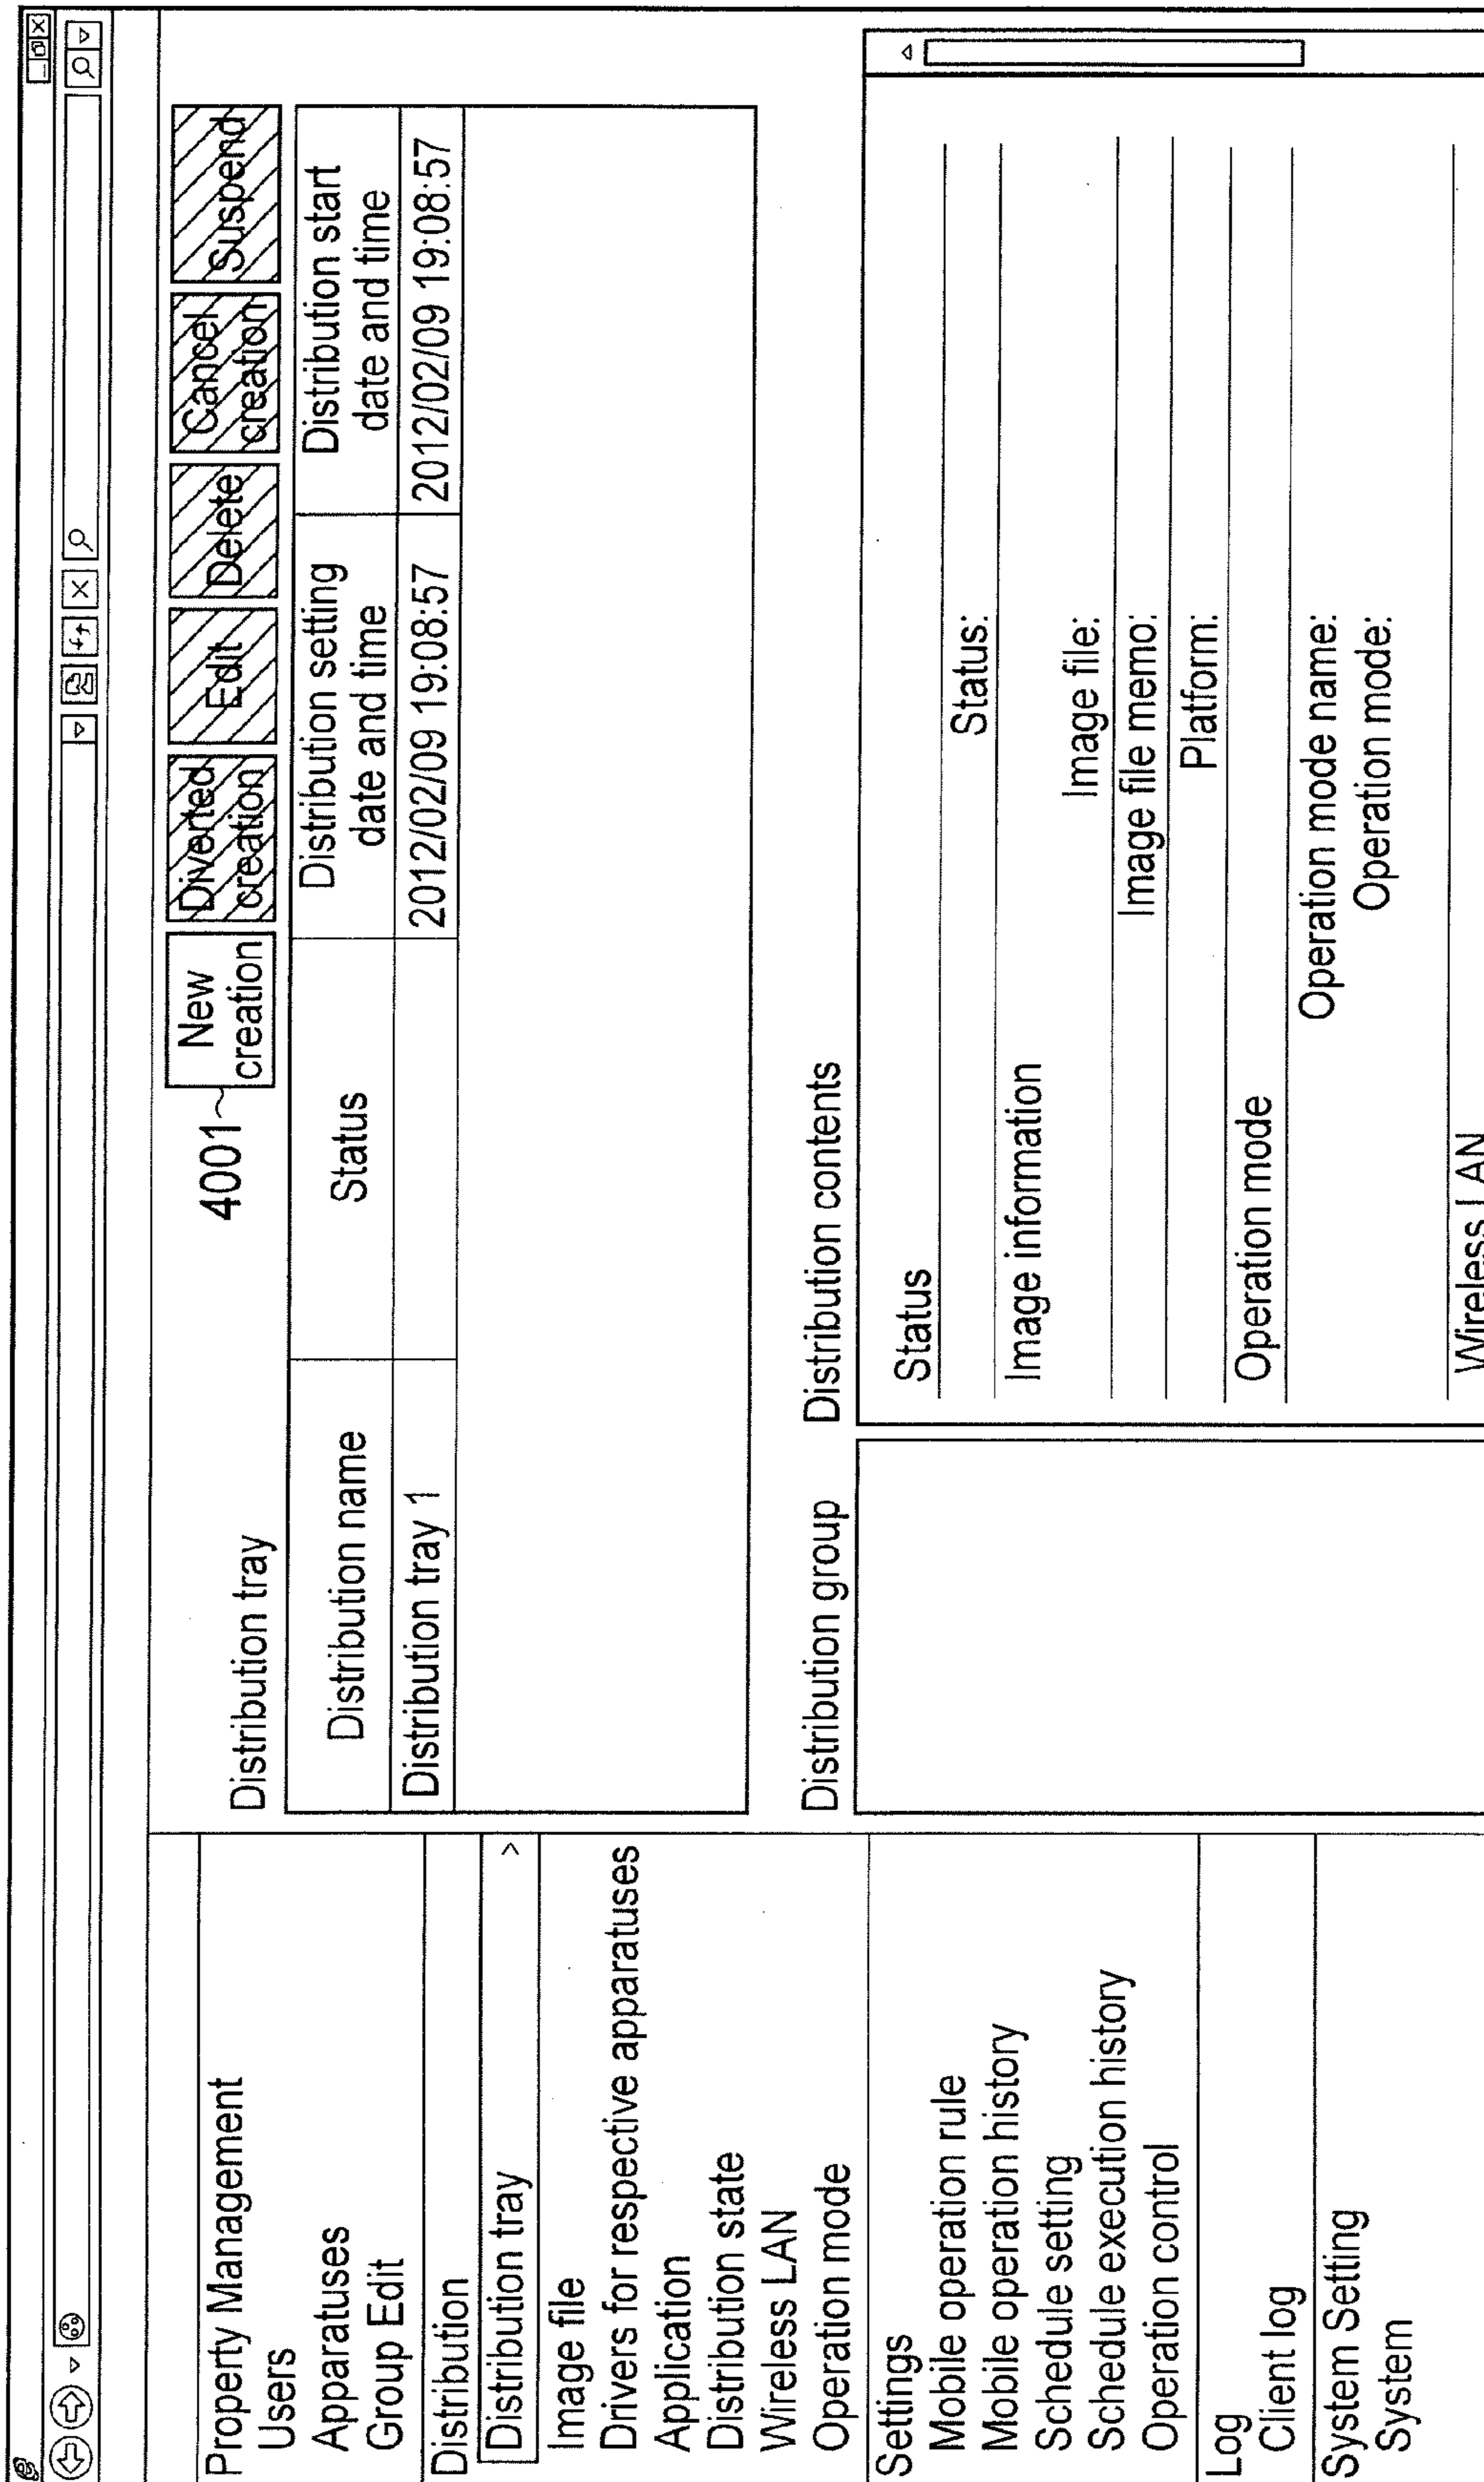 Property Management
Users
Apparatuses
Group Edit
Distribution
Distribution tray >
Image file
Drivers for respective apparatuses
Application
Distribution state
Wireless LAN
Operation mode
Settings
Mobile operation rule
Mobile operation history
Schedule setting
Schedule execution history
Operation control
Log
Client log
System Setting
System
Distribution tray
4001
New
creation
Diverted
creation
Edit
Delete
Cancel
creation
Suspend
Distribution name
Status
Distribution setting
date and time
Distribution start
date and time
Distribution tray 1
2012/02/09 19:08:57
2012/02/09 19:08:57
Distribution group
Distribution contents
Status
Status:
Image information
Image file:
Image file memo:
Platform:
Operation mode
Operation mode name:
Operation mode:
Wireless LAN